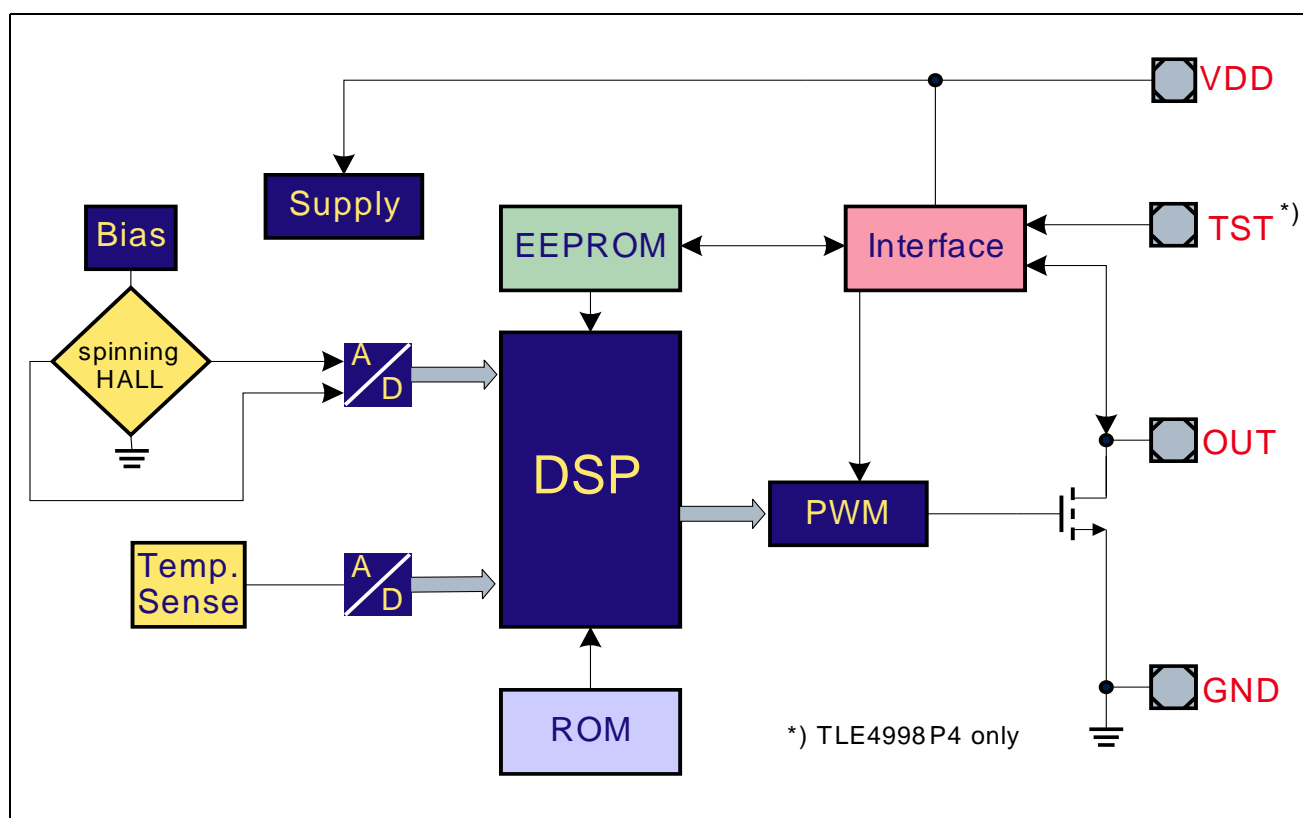 VDD
Supply
Bias
EEPROM
Interface
TST *)
spinning
HALL
A
D
DSP
OUT
PWM
Temp.
Sense
A
D
ROM
GND
*) TLE4998P4 only